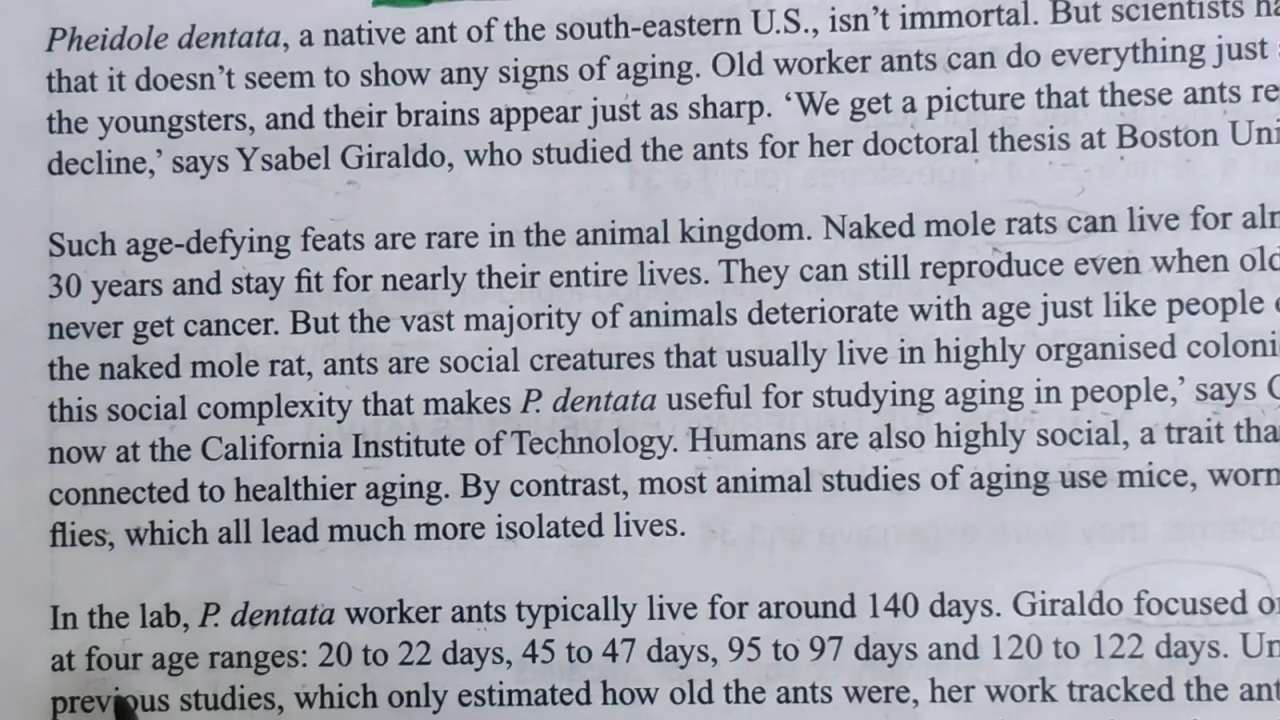 Pheidole dentata, a native ant of the south-eastern U.S., isn't immortal. But scientists
that it doesn't seem to show any signs of aging. Old worker ants can do everything just
the youngsters, and their brains appear just as sharp. ‘We get a picture that these ants
decline,’ says Ysabel Giraldo, who studied the ants for her doctoral thesis at Boston
Such age-defying feats are rare in the animal kingdom. Naked mole rats can live for
30 years and stay fit for nearly their entire lives. They can still reproduce even when
never get cancer. But the vast majority of animals deteriorate with age just like people
the naked mole rat, ants are social creatures that usually live in highly organised
this social complexity that makes P. dentata useful for studying aging in people,’ says
now at the California Institute of Technology. Humans are also highly social, a trait
connected to healthier aging. By contrast, most animal studies of aging use mice,
flies, which all lead much more isolated lives.
In the lab, P. dentata worker ants typically live for around 140 days. Giraldo focused
at four age ranges: 20 to 22 days, 45 to 47 days, 95 to 97 days and 120 to 122 days.
previous studies, which only estimated how old the ants were, her work tracked the